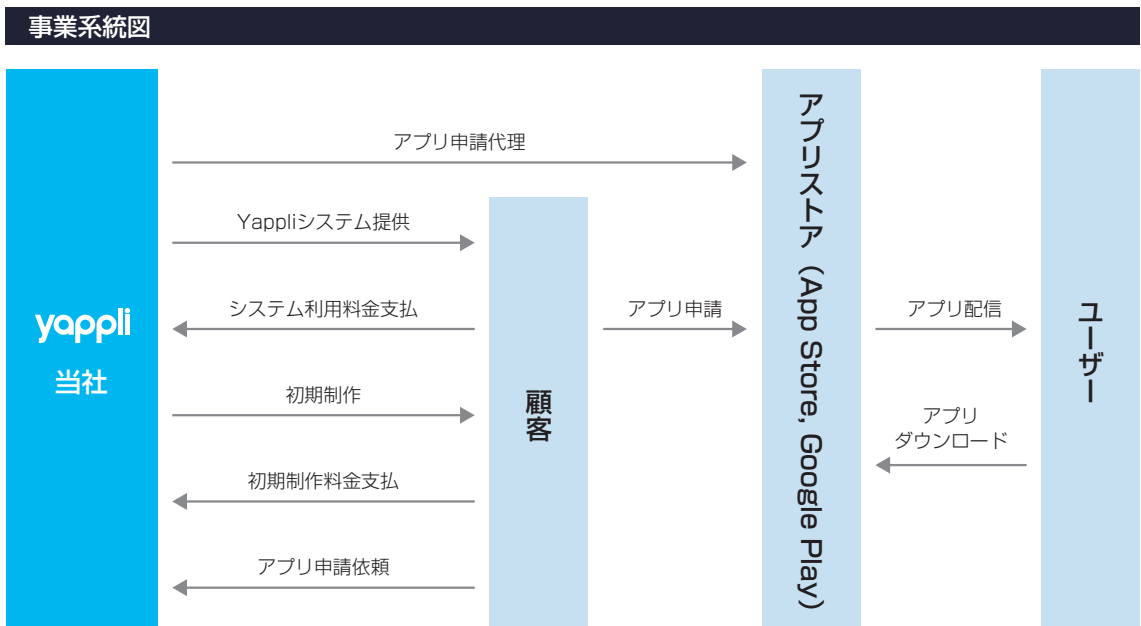 事業系統図
アプリ申請代理
Yappliシステム提供
システム利用料金支払
初期制作
初期制作料金支払
アプリ申請依頼
yappli
当社
顧客
アプリ申請
アプリストア（App Store, Google Play）
アプリ配信
アプリ
ダウンロード
ユーザー